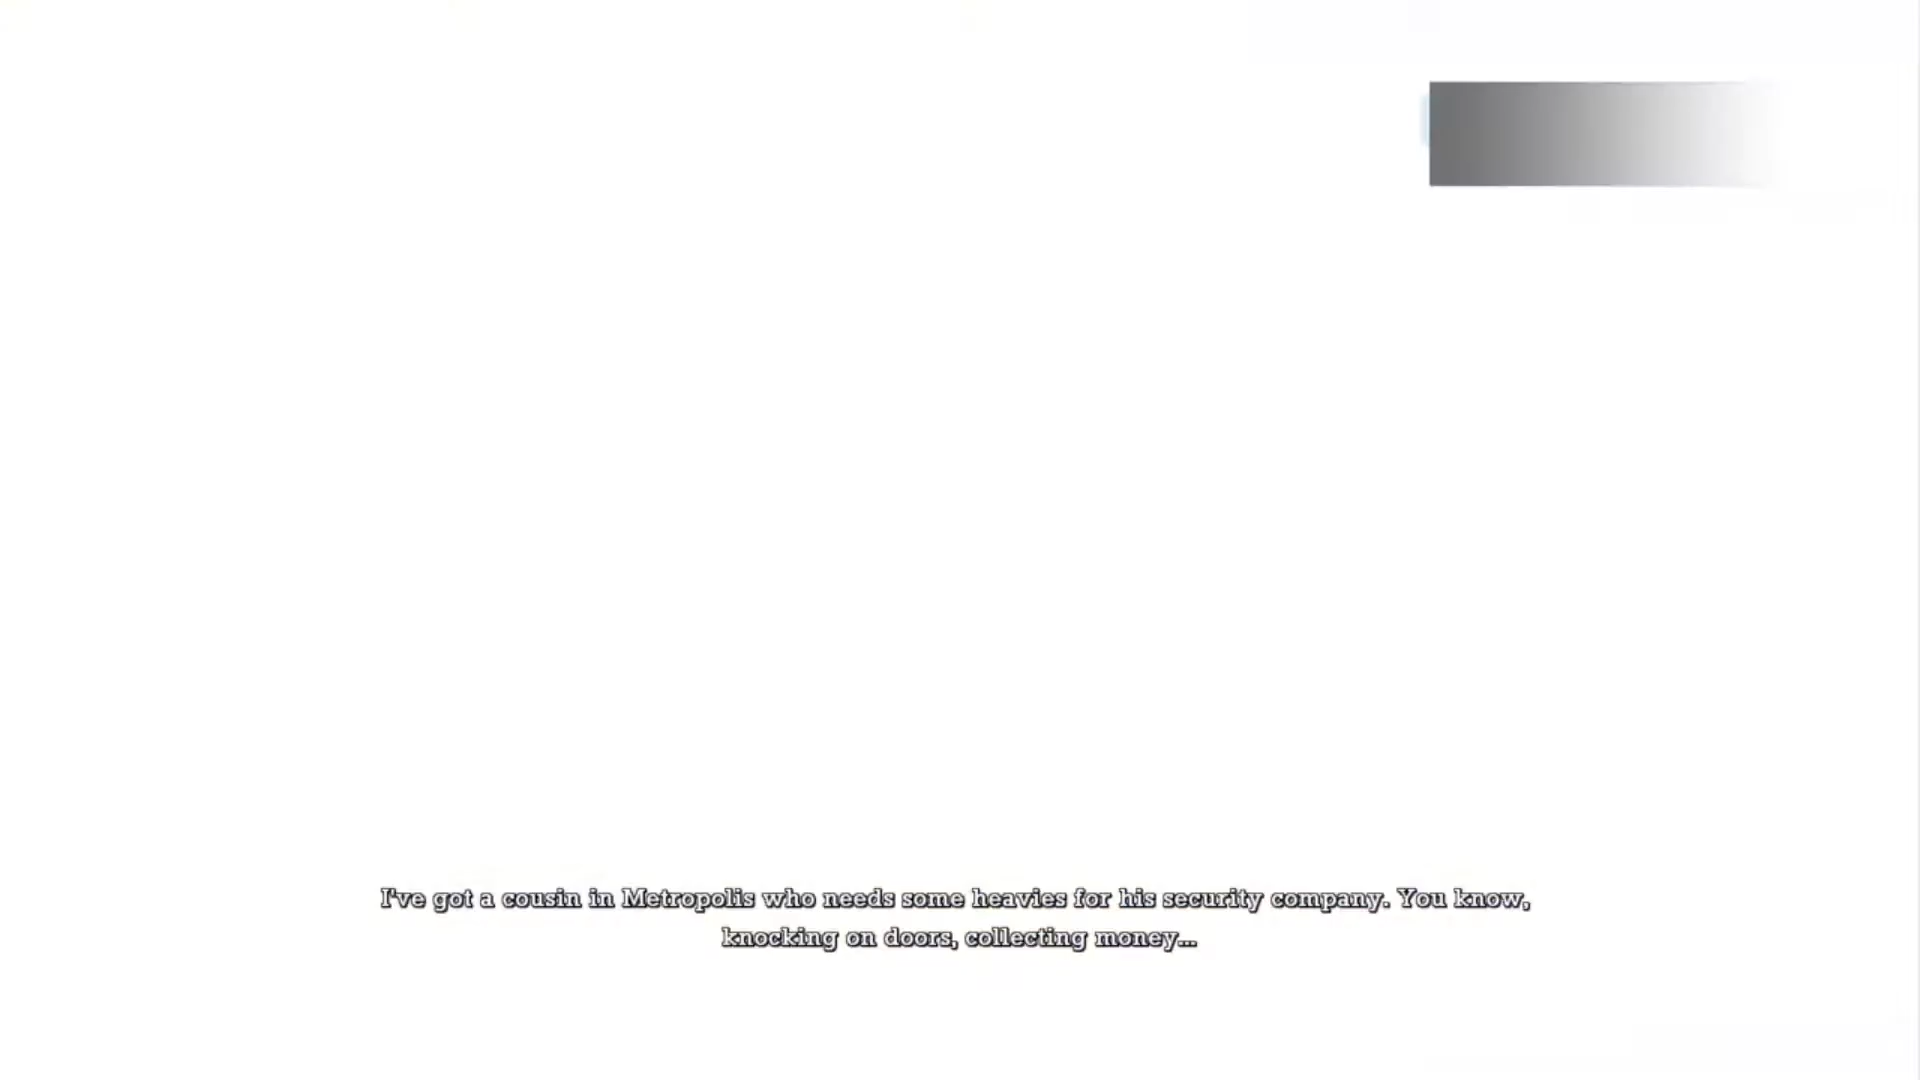 I've got a cousin in Metropolis who needs some heavies for his security company. You know,
knocking on doors, collecting money...